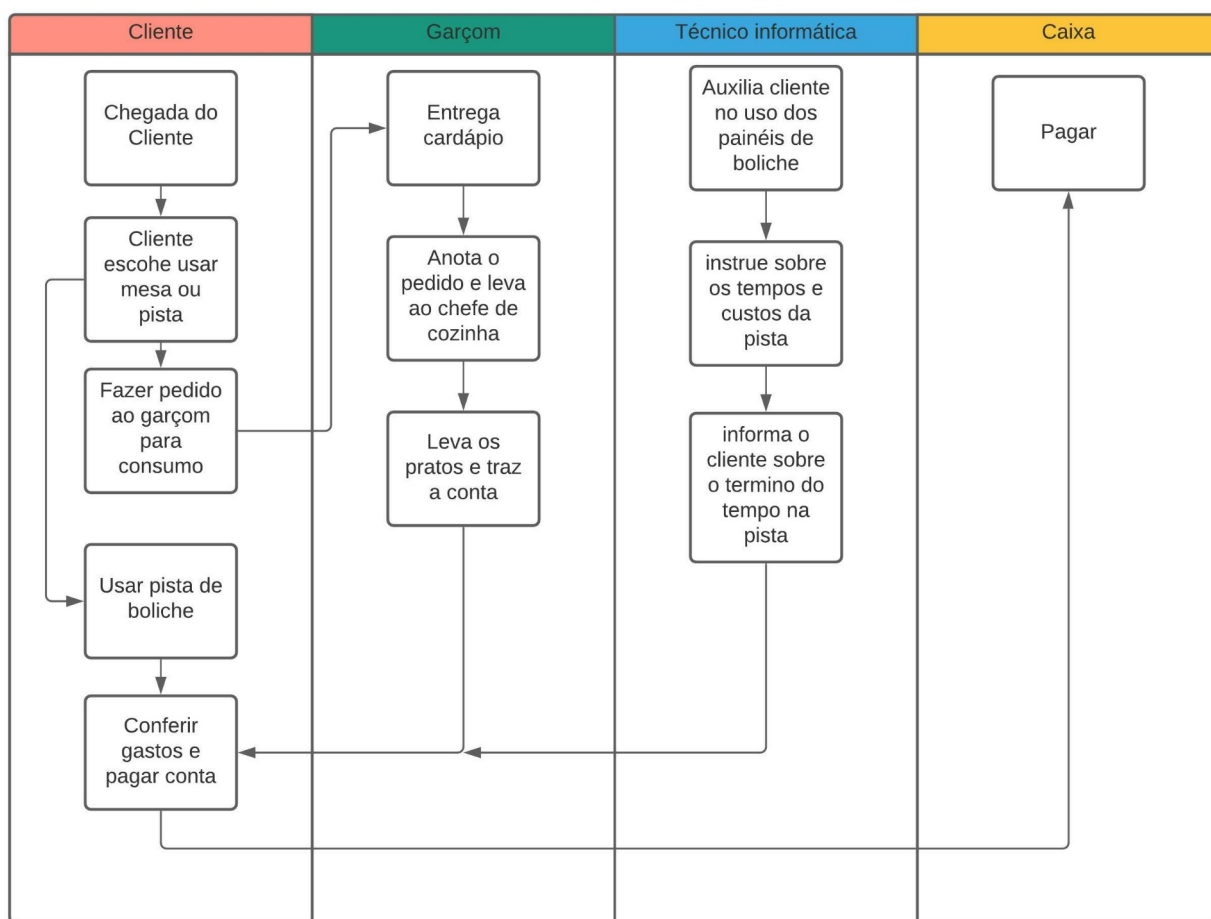 Cliente
Garçom
Técnico informática
Caixa
Chegada do
Cliente
Cliente
escohe usar
mesa ou
pista
Fazer pedido
ao garçom
para
consumo
Usar pista de
boliche
Conferir
gastos e
pagar conta
Entrega
cardápio
Anota o
pedido e leva
ao chefe de
cozinha
Leva os
pratos e traz
a conta
Auxilia cliente
no uso dos
painéis de
boliche
instrue sobre
os tempos e
custos da
pista
informa o
cliente sobre
o termino do
tempo na
pista
Pagar